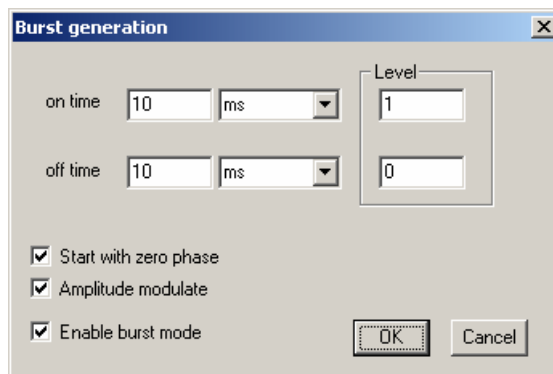 Burst generation
Level
on time 10 ms 1
off time 10 ms 0
Start with zero phase
Amplitude modulate
Enable burst mode
OK Cancel